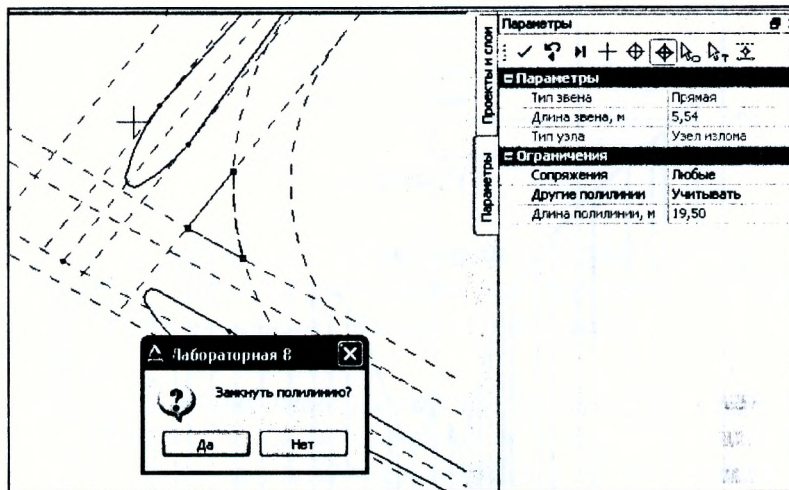 Параметры
Проекты и слои
Параметры
Параметры
Тип звена Прямая
Длина звена, м 5,54
Тип узла Узел излома
Ограничения
Сопряжения Любые
Другие полилинии Учитывать
Длина полилинии, м 19,50
Лабораторная 8
Замкнуть полилинию?
Да Нет